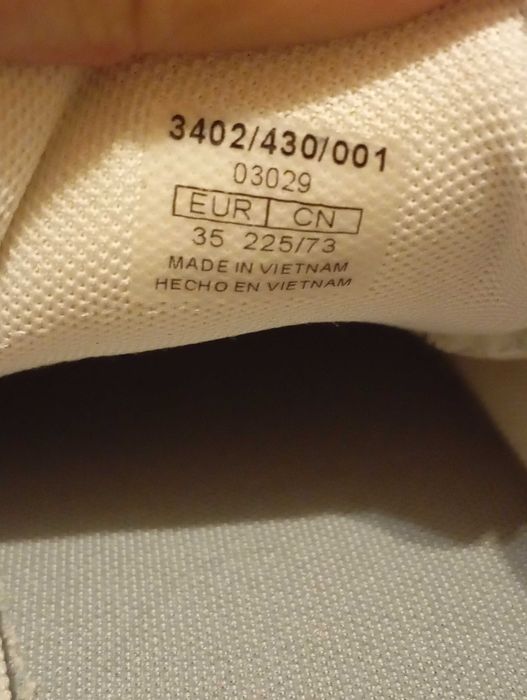 3402/430/001
03029
EUR CN
35 225/73
MADE IN VIETNAM
HECHO EN VIETNAM